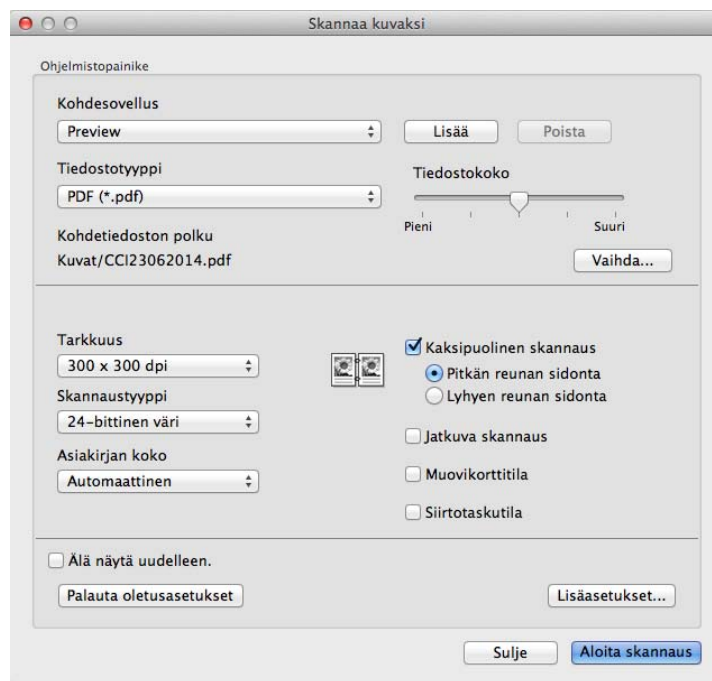 Skannaa kuvaksi
Ohjelmistopainike
Kohdesovellus
Preview
Lisää
Poista
Tiedostotyyppi
Tiedostokoko
PDF (*.pdf)
Pieni
Suuri
Kohdetiedoston polku
Kuvat/CCI23062014.pdf
Vaihda...
Tarkkuus
300 x 300 dpi
Kaksipuolinen skannaus
Pitkän reunan sidonta
Skannaustyyppi
Lyhyen reunan sidonta
24-bittinen väri
Jatkuva skannaus
Asiakirjan koko
Automaattinen
Muovikorttitila
Siirtotaskutila
Älä näytä uudelleen.
Palauta oletusasetukset
Lisäasetukset...
Sulje
Aloita skannaus